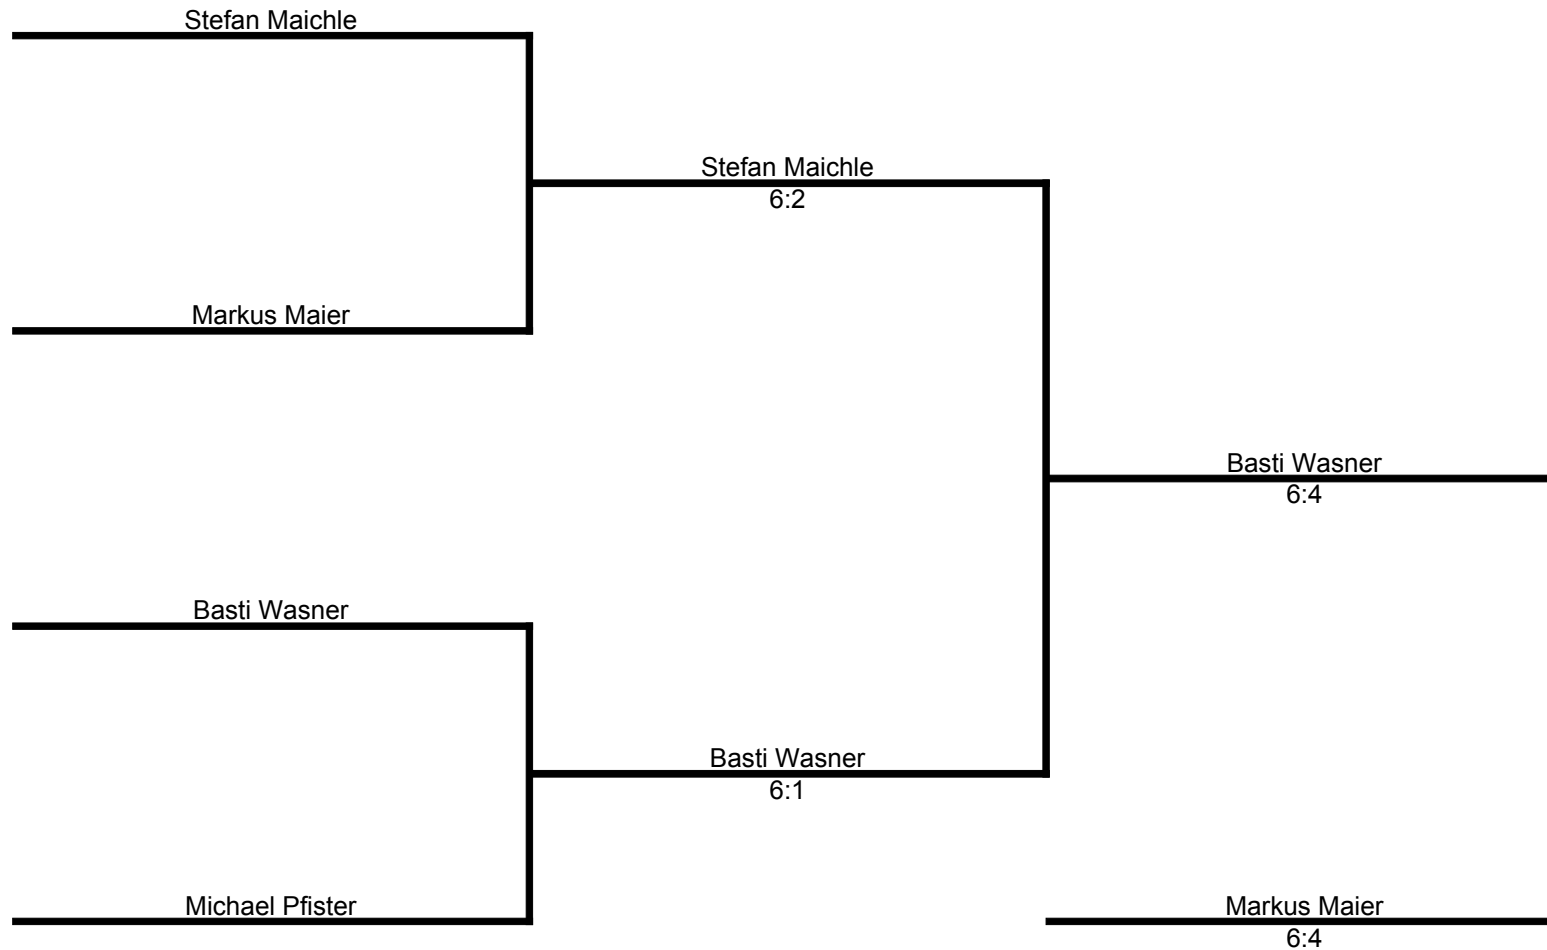 Stefan Maichle
Stefan Maichle
6:2
Markus Maier
Basti Wasner
6:4
Basti Wasner
Basti Wasner
6:1
Michael Pfister
Markus Maier
6:4